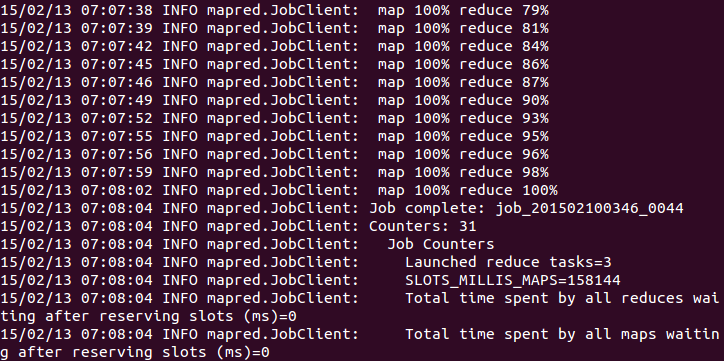 15/02/13 07:07:38 INFO mapred.JobClient:  map 100% reduce 79%
15/02/13 07:07:39 INFO mapred.JobClient:  map 100% reduce 81%
15/02/13 07:07:42 INFO mapred.JobClient:  map 100% reduce 84%
15/02/13 07:07:45 INFO mapred.JobClient:  map 100% reduce 86%
15/02/13 07:07:46 INFO mapred.JobClient:  map 100% reduce 87%
15/02/13 07:07:49 INFO mapred.JobClient:  map 100% reduce 90%
15/02/13 07:07:52 INFO mapred.JobClient:  map 100% reduce 93%
15/02/13 07:07:55 INFO mapred.JobClient:  map 100% reduce 95%
15/02/13 07:07:56 INFO mapred.JobClient:  map 100% reduce 96%
15/02/13 07:07:59 INFO mapred.JobClient:  map 100% reduce 98%
15/02/13 07:08:02 INFO mapred.JobClient:  map 100% reduce 100%
15/02/13 07:08:04 INFO mapred.JobClient: Job complete: job_201502100346_0044
15/02/13 07:08:04 INFO mapred.JobClient: Counters: 31
15/02/13 07:08:04 INFO mapred.JobClient:   Job Counters
15/02/13 07:08:04 INFO mapred.JobClient:     Launched reduce tasks=3
15/02/13 07:08:04 INFO mapred.JobClient:     SLOTS_MILLIS_MAPS=158144
15/02/13 07:08:04 INFO mapred.JobClient:     Total time spent by all reduces wai
ting after reserving slots (ms)=0
15/02/13 07:08:04 INFO mapred.JobClient:     Total time spent by all maps waitin
g after reserving slots (ms)=0